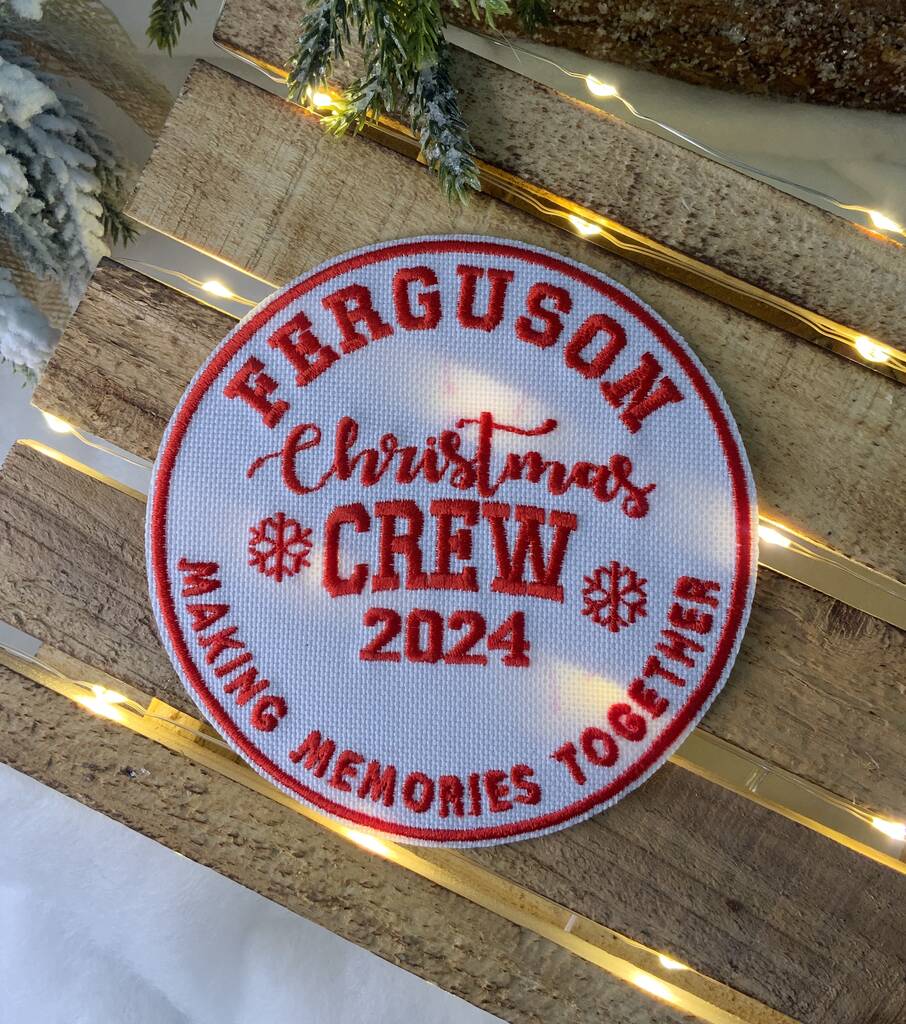 FERGUSON
Christmas
CREW
2024
MAKING MEMORIES TOGETHER